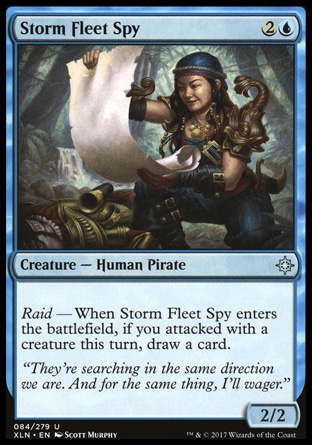 Storm Fleet Spy 2
Creature — Human Pirate
Raid — When Storm Fleet Spy enters
the battlefield, if you attacked with a
creature this turn, draw a card.
“They’re searching in the same direction
we are. And for the same thing, I’ll wager.”
2/2
084/279 U
XLN • EN Scott Murphy ™ & © 2017 Wizards of the Coast